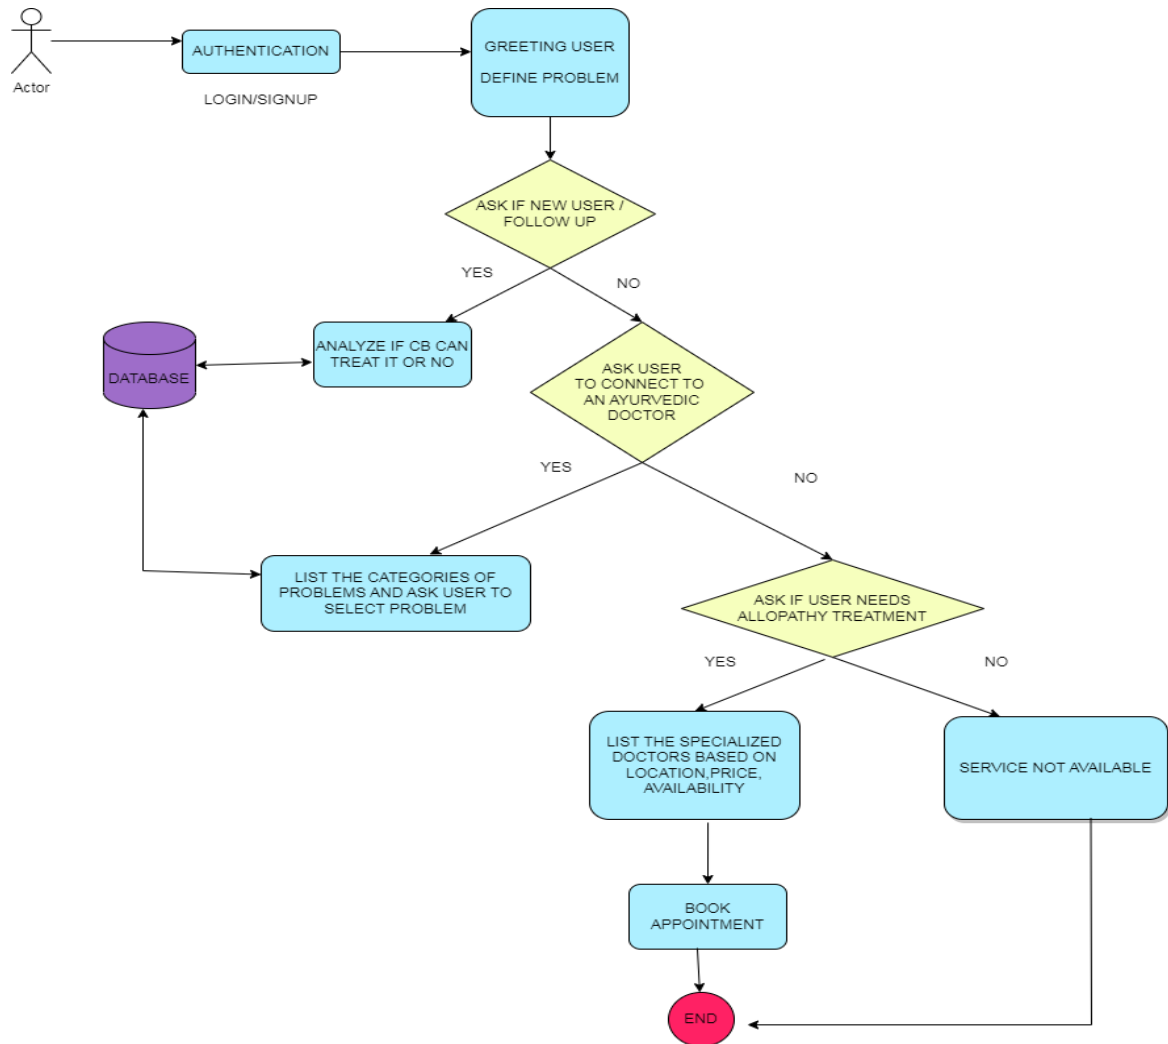 AUTHENTICATION
Actor
LOGIN/SIGNUP
GREETING USER
DEFINE PROBLEM
ASK IF NEW USER /
FOLLOW UP
YES
NO
ANALYZE IF CB CAN
TREAT IT OR NO
DATABASE
ASK USER
TO CONNECT TO
AN AYURVEDIC
DOCTOR
YES
NO
LIST THE CATEGORIES OF
PROBLEMS AND ASK USER TO
SELECT PROBLEM
ASK IF USER NEEDS
ALLOPATHY TREATMENT
YES
NO
LIST THE SPECIALIZED
DOCTORS BASED ON
LOCATION,PRICE,
AVAILABILITY
SERVICE NOT AVAILABLE
BOOK
APPOINTMENT
END